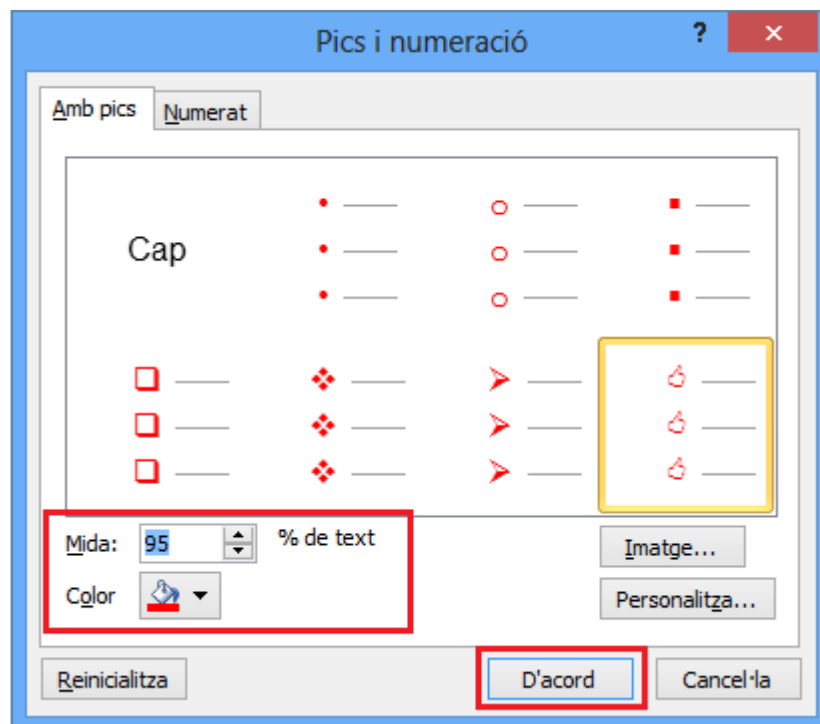 Pics i numeració
?
×
Amb pics
Numerat
Cap
Mida:
95
% de text
Imatge...
Color
Personalitza...
Reinicialitza
D'acord
Cancel·la